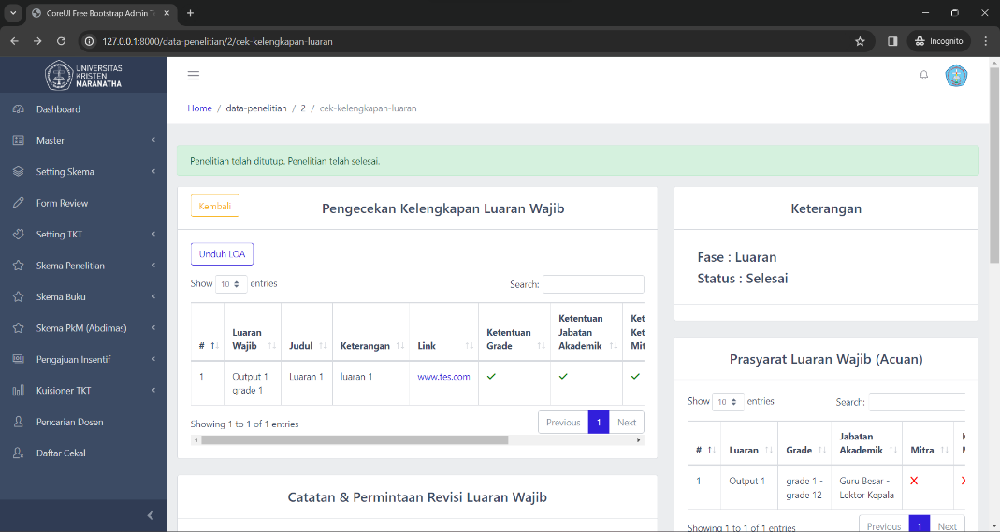 CoreUI Free Bootstrap Admin Te
127.0.0.1:8000/data-penelitian/2/cek-kelengkapan-luaran
Incognito
UNIVERSITAS
KRISTEN
MARANATHA
Dashboard
Master
Setting Skema
Form Review
Setting TKT
Skema Penelitian
Skema Buku
Skema PkM (Abdimas)
Pengajuan Insentif
Kuisioner TKT
Pencarian Dosen
Daftar Cekal
Home / data-penelitian / 2 / cek-kelengkapan-luaran
Penelitian telah ditutup. Penelitian telah selesai.
Kembali
Pengecekan Kelengkapan Luaran Wajib
Unduh LOA
Show 10 entries
Search:
# Luaran Wajib Judul Keterangan Link Ketentuan Grade Ketentuan Jabatan Akademik Ket Ket Mit
1 Output 1 grade 1 Luaran 1 luaran 1 www.tes.com
Showing 1 to 1 of 1 entries
Previous 1 Next
Catatan & Permintaan Revisi Luaran Wajib
Keterangan
Fase : Luaran
Status : Selesai
Prasyarat Luaran Wajib (Acuan)
Show 10 entries
Search:
# Luaran Grade Jabatan Akademik Mitra
1 Output 1 grade 1 - grade 12 Guru Besar - Lektor Kepala X
Showing 1 to 1 of 1 entries
Previous 1 Next